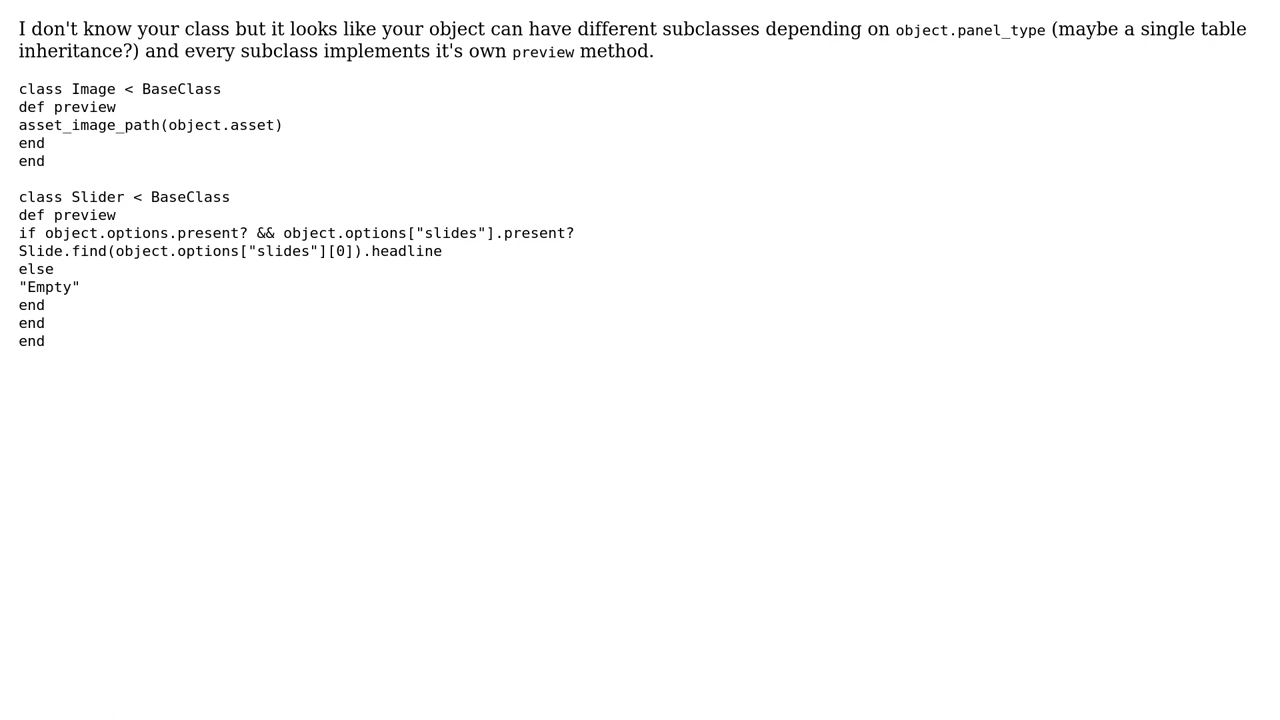 I don't know your class but it looks like your object can have different subclasses depending on object.panel_type (maybe a single table
inheritance?) and every subclass implements it's own preview method.
class Image < BaseClass
def preview
asset_image_path(object.asset)
end
end
class Slider < BaseClass
def preview
if object.options.present? && object.options["slides"].present?
Slide.find(object.options["slides"][0]).headline
else
"Empty"
end
end
end